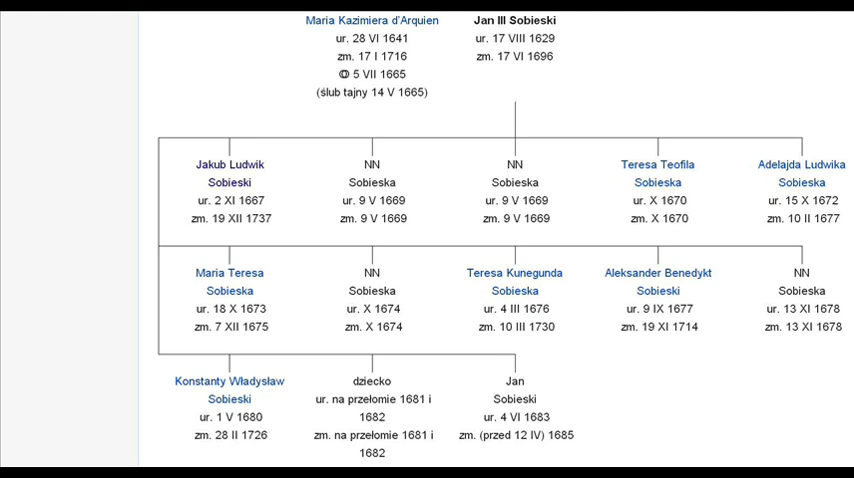 Maria Kazimiera d'Arquien
ur. 28 VI 1641
zm. 17 I 1716
⚭ 5 VII 1665
(ślub tajny 14 V 1665)
Jan III Sobieski
ur. 17 VIII 1629
zm. 17 VI 1696
Jakub Ludwik
Sobieski
ur. 2 XI 1667
zm. 19 XII 1737
NN
Sobieska
ur. 9 V 1669
zm. 9 V 1669
NN
Sobieska
ur. 9 V 1669
zm. 9 V 1669
Teresa Teofila
Sobieska
ur. X 1670
zm. X 1670
Adelajda Ludwika
Sobieska
ur. 15 X 1672
zm. 10 II 1677
Maria Teresa
Sobieska
ur. 18 X 1673
zm. 7 XII 1675
NN
Sobieska
ur. X 1674
zm. X 1674
Teresa Kunegunda
Sobieska
ur. 4 III 1676
zm. 10 III 1730
Aleksander Benedykt
Sobieski
ur. 9 IX 1677
zm. 19 XI 1714
NN
Sobieska
ur. 13 XI 1678
zm. 13 XI 1678
Konstanty Władysław
Sobieski
ur. 1 V 1680
zm. 28 II 1726
dziecko
ur. na przełomie 1681 i
1682
zm. na przełomie 1681 i
1682
Jan
Sobieski
ur. 4 VI 1683
zm. (przed 12 IV) 1685